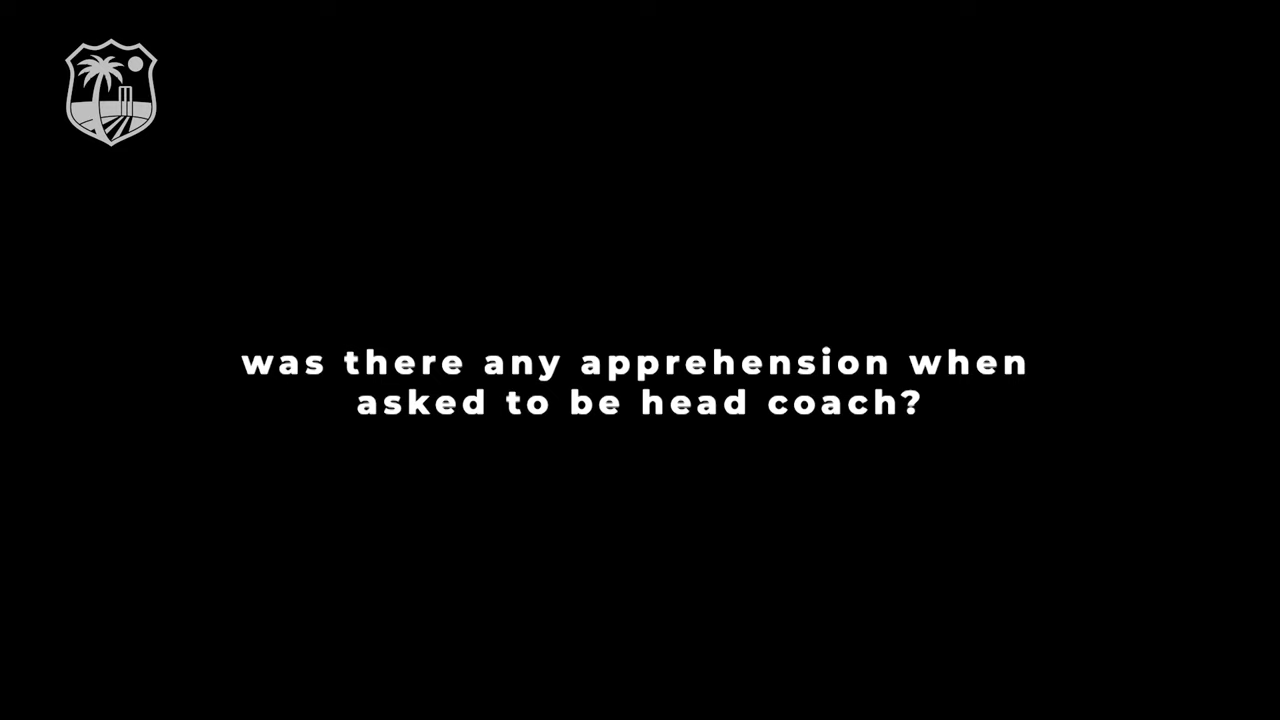 was there any apprehension when
asked to be head coach?